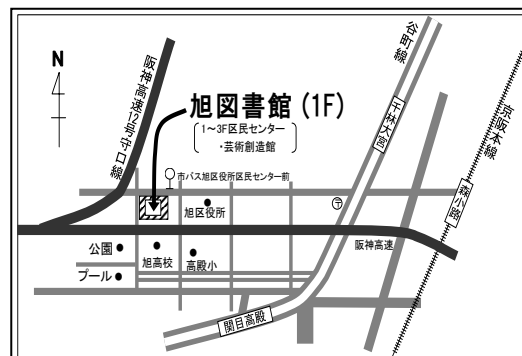 N
阪神高速12号守口線
谷町線
旭図書館 (1F)
1〜3F区民センター
・芸術創造館
千林大宮
京阪本線
市バス旭区役所区民センター前
森小路
旭区役所
〒
公園
旭高校
高殿小
阪神高速
プール
関目高殿